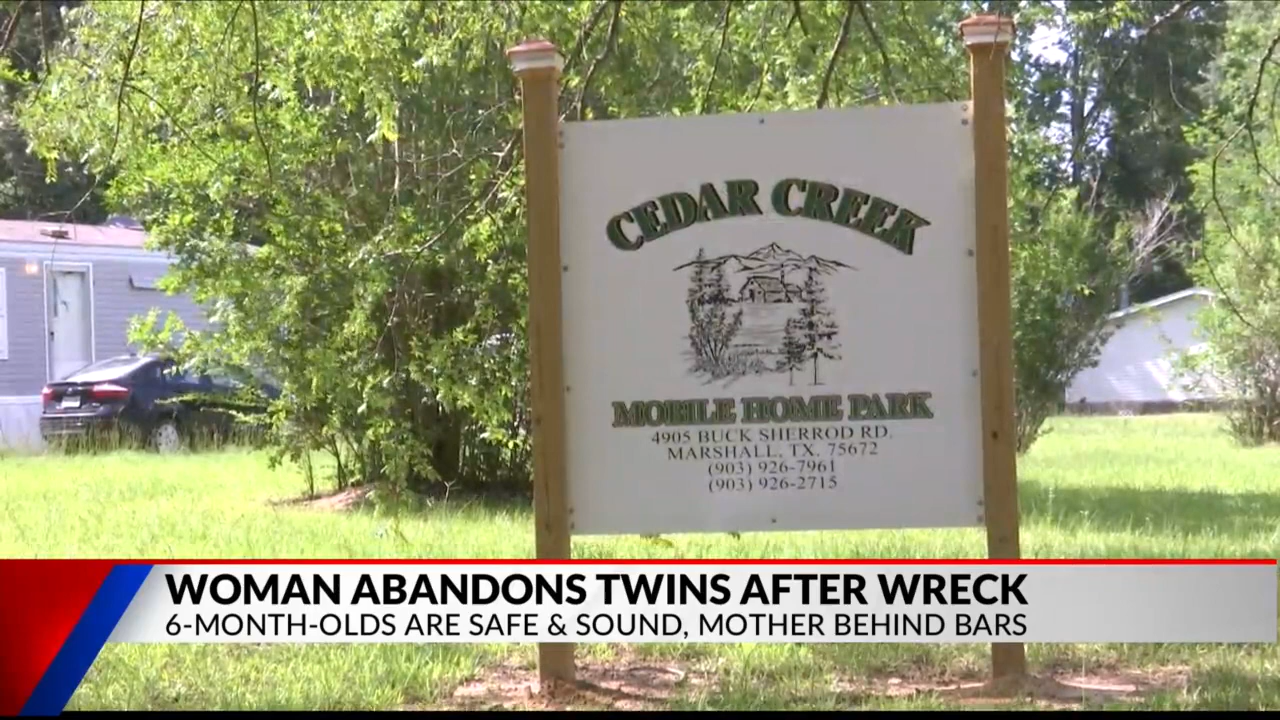 CEDAR CREEK
MOBILE HOME PARK
4905 BUCK SHERROD RD.
MARSHALL, TX. 75672
(903) 926-7961
(903) 926-2715
WOMAN ABANDONS TWINS AFTER WRECK
6-MONTH-OLDS ARE SAFE & SOUND, MOTHER BEHIND BARS